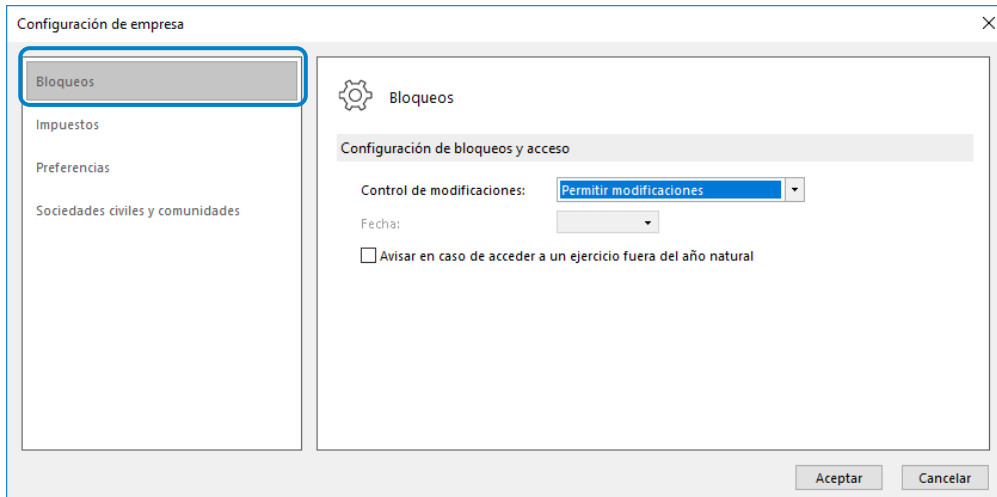 Configuración de empresa
Bloqueos
Impuestos
Preferencias
Sociedades civiles y comunidades
Bloqueos
Configuración de bloqueos y acceso
Control de modificaciones: Permitir modificaciones
Fecha:
Avisar en caso de acceder a un ejercicio fuera del año natural
Aceptar Cancelar